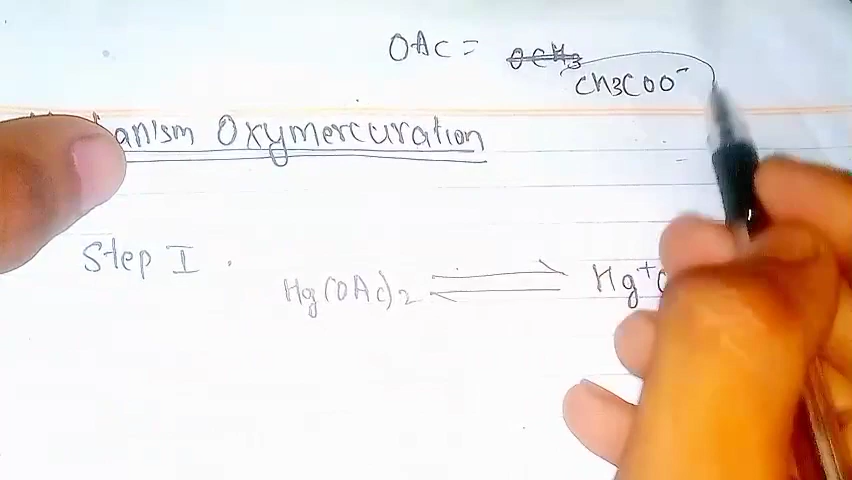 OAc = CH3COO⁻
anism Oxymercuration
Step I .
Hg(OAc)2 ⇌ Hg⁺